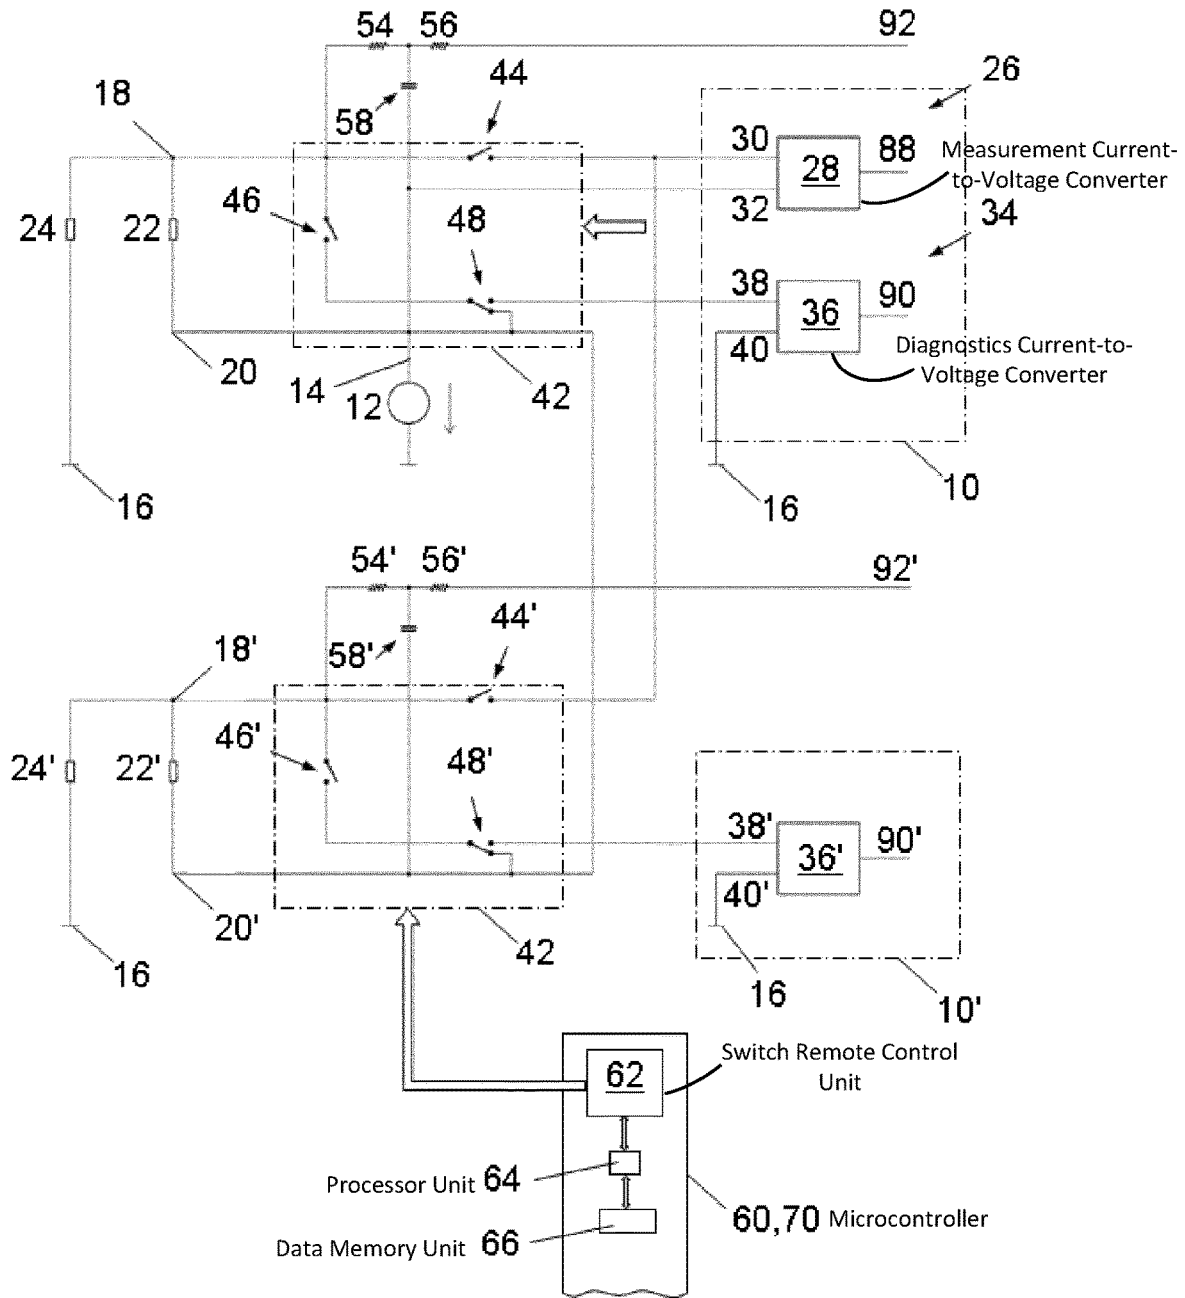 54 56 92
44 26
18
58
30 88
28 Measurement Current-
to-Voltage Converter
32
46 48 34
24 22
38 90
36
40 Diagnostics Current-to-
Voltage Converter
20 14 12 42
16 16 10
54' 56' 92'
44'
58'
18'
46' 48'
24' 22'
38' 90'
36'
40'
20' 42
16 16 10'
62 Switch Remote Control
Unit
Processor Unit 64
60,70 Microcontroller
Data Memory Unit 66